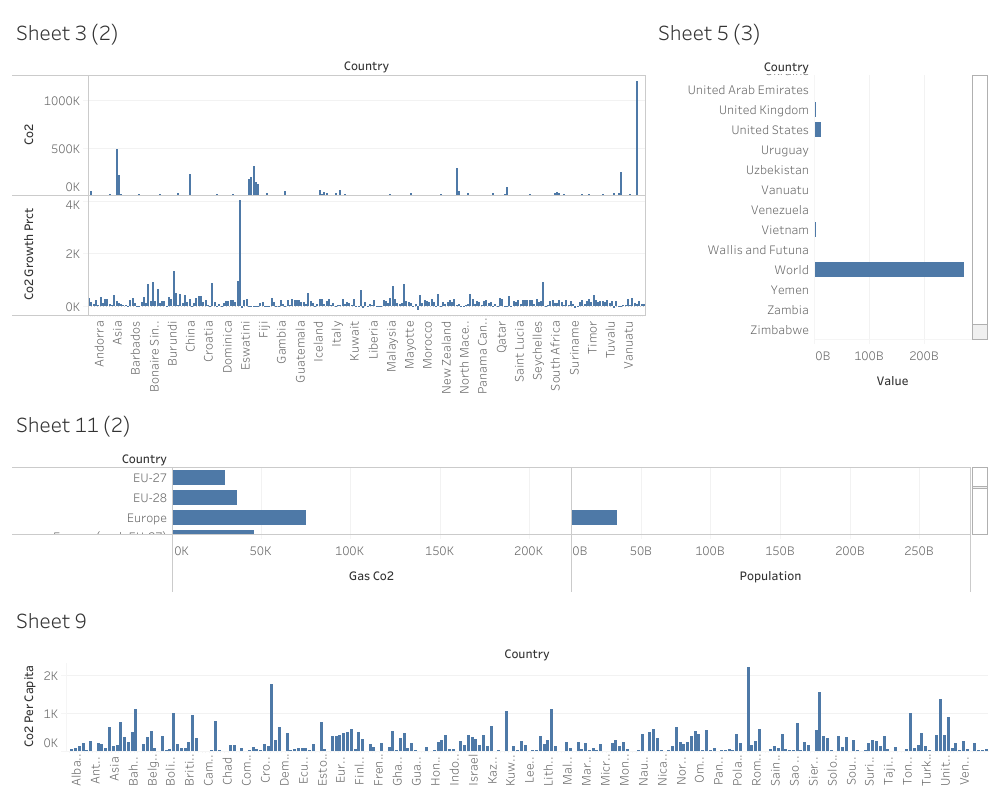 Sheet 3 (2)
Country
Co2
1000K
500K
0K
Co2 Growth Prct
4K
2K
0K
Andorra
Asia
Barbados
Bonaire Sin..
Burundi
China
Croatia
Dominica
Eswatini
Fiji
Gambia
Guatemala
Iceland
Italy
Kuwait
Liberia
Malaysia
Mayotte
Morocco
New Zealand
North Mace..
Panama Can..
Qatar
Saint Lucia
Seychelles
South Africa
Suriname
Timor
Tuvalu
Vanuatu
Sheet 5 (3)
Country
United Arab Emirates
United Kingdom
United States
Uruguay
Uzbekistan
Vanuatu
Venezuela
Vietnam
Wallis and Futuna
World
Yemen
Zambia
Zimbabwe
0B 100B 200B
Value
Sheet 11 (2)
Country
EU-27
EU-28
Europe
0K 50K 100K 150K 200K
Gas Co2
0B 50B 100B 150B 200B 250B
Population
Sheet 9
Country
Co2 Per Capita
2K
1K
0K
Alba..
Ant..
Asia
Bah..
Belg..
Boli..
Briti..
Cam..
Chad
Com..
Cro..
Dem..
Ecu..
Esto..
Eur..
Finl..
Fren..
Gha..
Gua..
Hon..
Indo..
Israel
Kaz..
Kuw..
Lee..
Lith..
Mal..
Mar..
Micr..
Mon..
Nau..
Nica..
Nor..
Om..
Pan..
Pola..
Rom..
Sain..
Sao..
Sier..
Solo..
Sou..
Suri..
Taji..
Ton..
Turk..
Unit..
Ven..